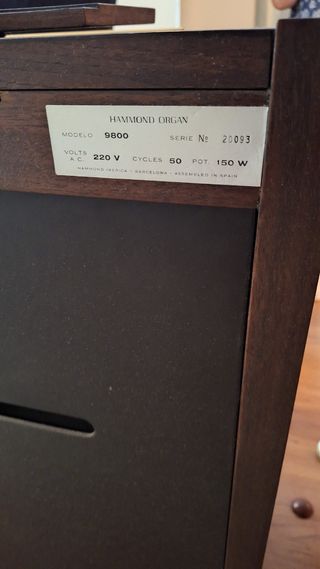 HAMMOND ORGAN
MODELO 9800 SERIE Nº 20093
VOLTS A.C. 220 V CYCLES 50 POT. 150 W
HAMMOND IBERICA - BARCELONA - ASSEMBLED IN SPAIN